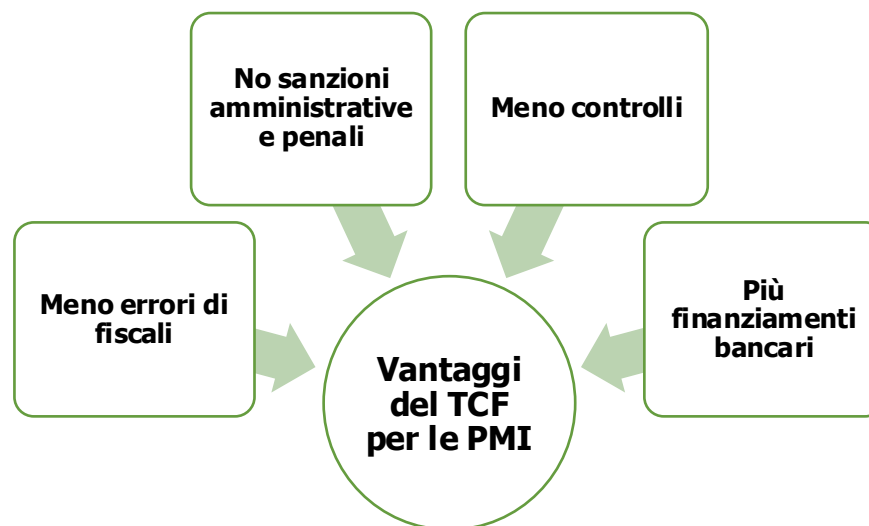 No sanzioni
amministrative
e penali
Meno controlli
Meno errori di
fiscali
Più
finanziamenti
bancari
Vantaggi
del TCF
per le PMI